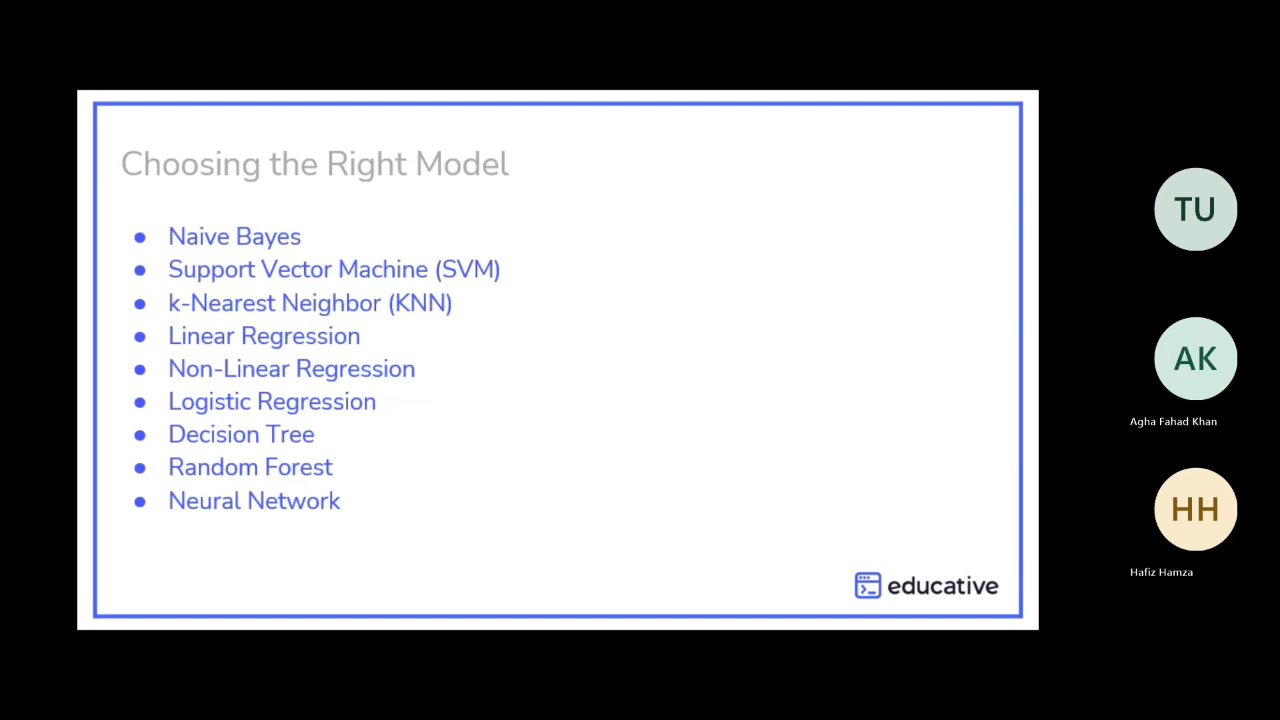 Choosing the Right Model
● Naive Bayes
● Support Vector Machine (SVM)
● k-Nearest Neighbor (KNN)
● Linear Regression
● Non-Linear Regression
● Logistic Regression
● Decision Tree
● Random Forest
● Neural Network
educative
TU
AK
Agha Fahad Khan
HH
Hafiz Hamza